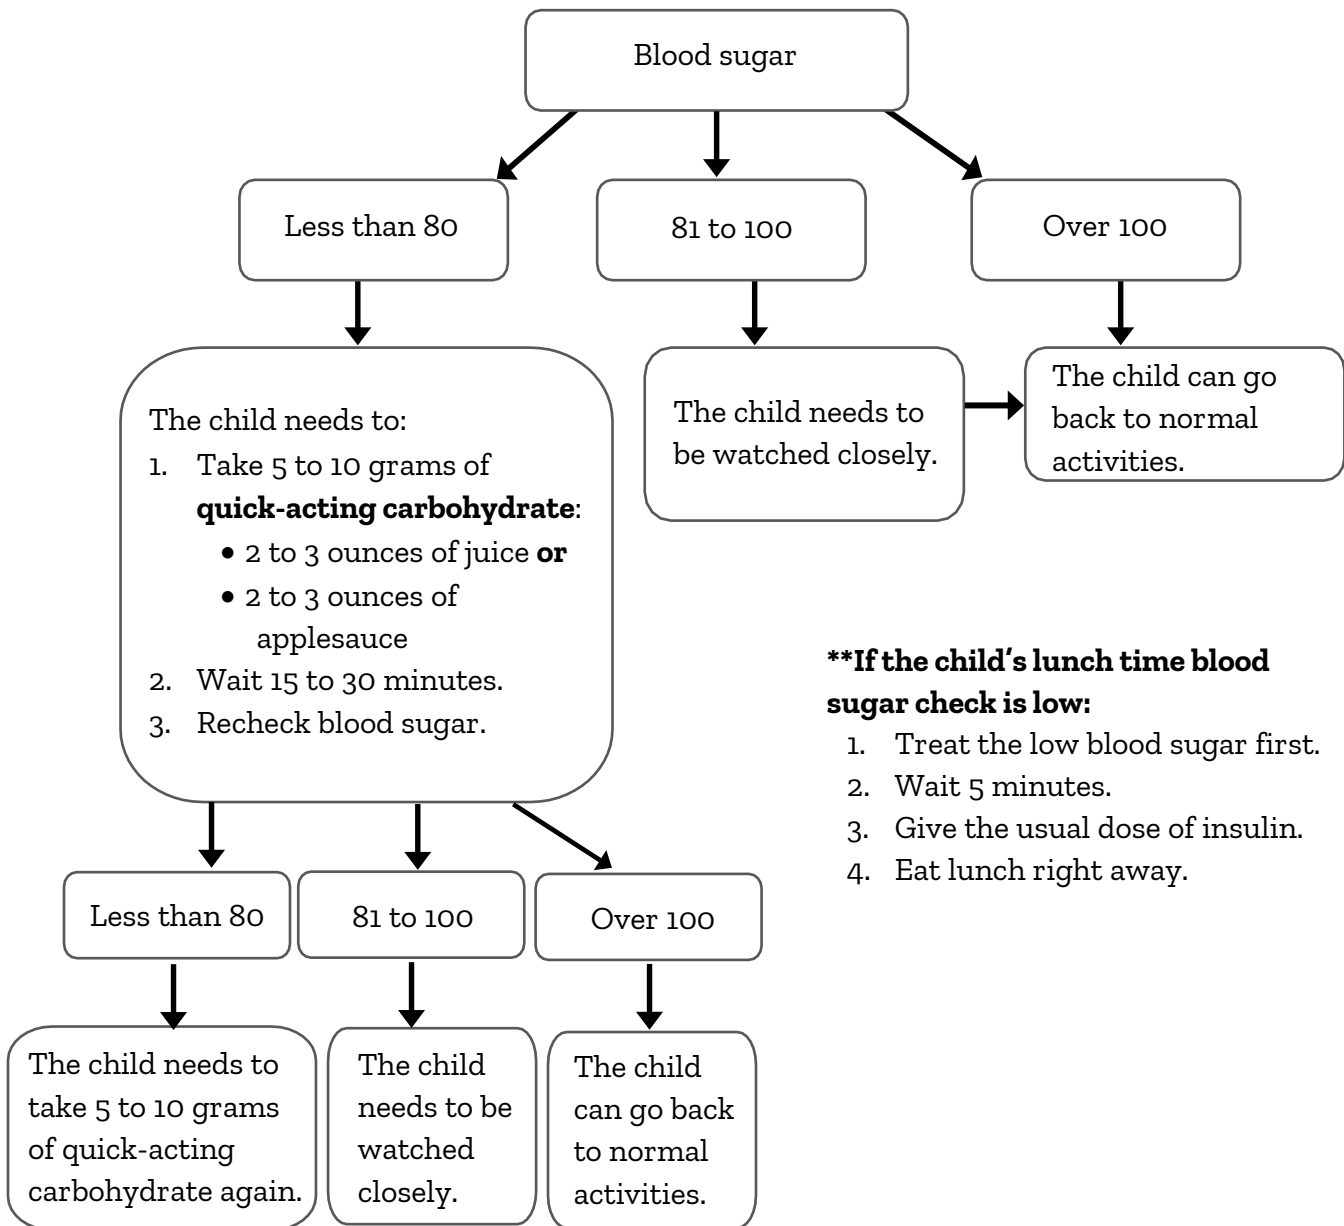 Blood sugar
Less than 80
81 to 100
Over 100
The child needs to:
1. Take 5 to 10 grams of
quick-acting carbohydrate:
• 2 to 3 ounces of juice or
• 2 to 3 ounces of
applesauce
2. Wait 15 to 30 minutes.
3. Recheck blood sugar.
The child needs to
be watched closely.
The child can go
back to normal
activities.
**If the child's lunch time blood
sugar check is low:
1. Treat the low blood sugar first.
2. Wait 5 minutes.
3. Give the usual dose of insulin.
4. Eat lunch right away.
Less than 80
81 to 100
Over 100
The child needs to
take 5 to 10 grams
of quick-acting
carbohydrate again.
The child
needs to be
watched
closely.
The child
can go back
to normal
activities.